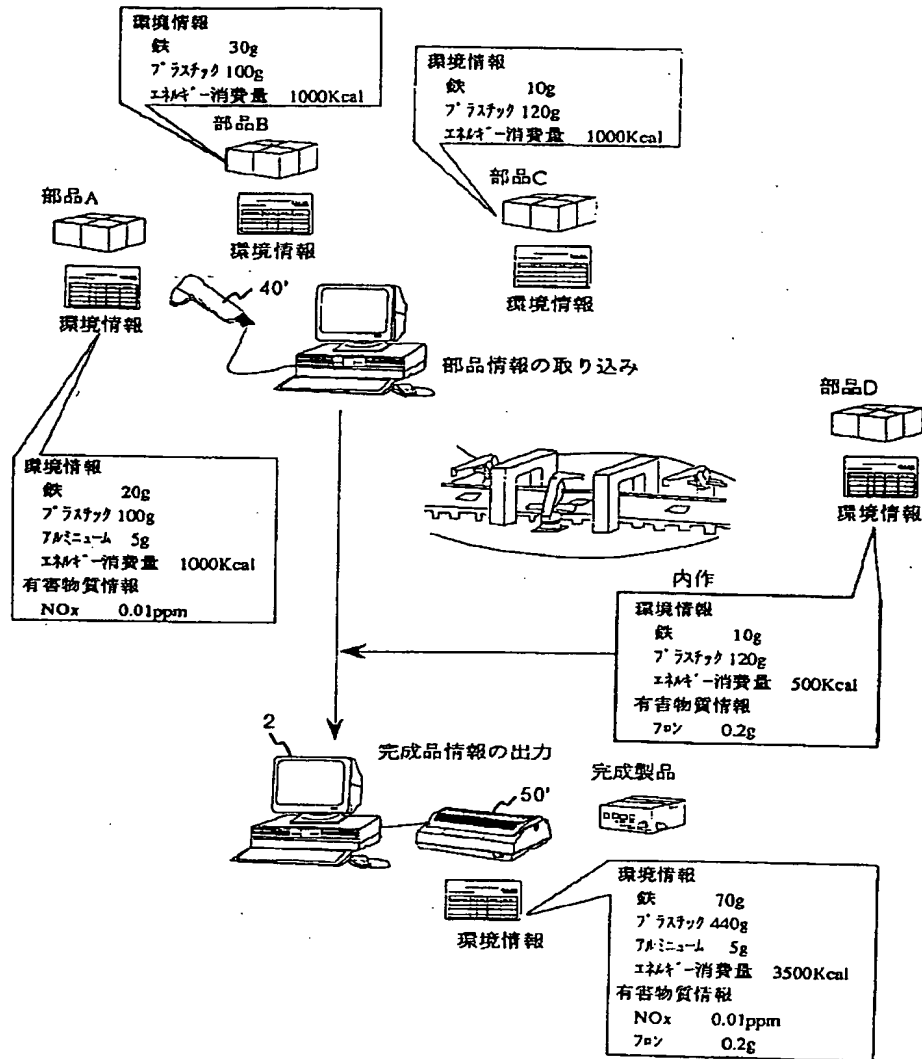 環境情報
鉄 30g
プラスチック 100g
エネルギー消費量 1000Kcal
部品B
環境情報
環境情報
鉄 10g
プラスチック 120g
エネルギー消費量 1000Kcal
部品C
環境情報
部品A
環境情報
40'
部品情報の取り込み
環境情報
鉄 20g
プラスチック 100g
アルミニューム 5g
エネルギー消費量 1000Kcal
有害物質情報
NOx 0.01ppm
部品D
環境情報
内作
環境情報
鉄 10g
プラスチック 120g
エネルギー消費量 500Kcal
有害物質情報
フロン 0.2g
2
完成品情報の出力
50'
完成製品
環境情報
環境情報
鉄 70g
プラスチック 440g
アルミニューム 5g
エネルギー消費量 3500Kcal
有害物質情報
NOx 0.01ppm
フロン 0.2g